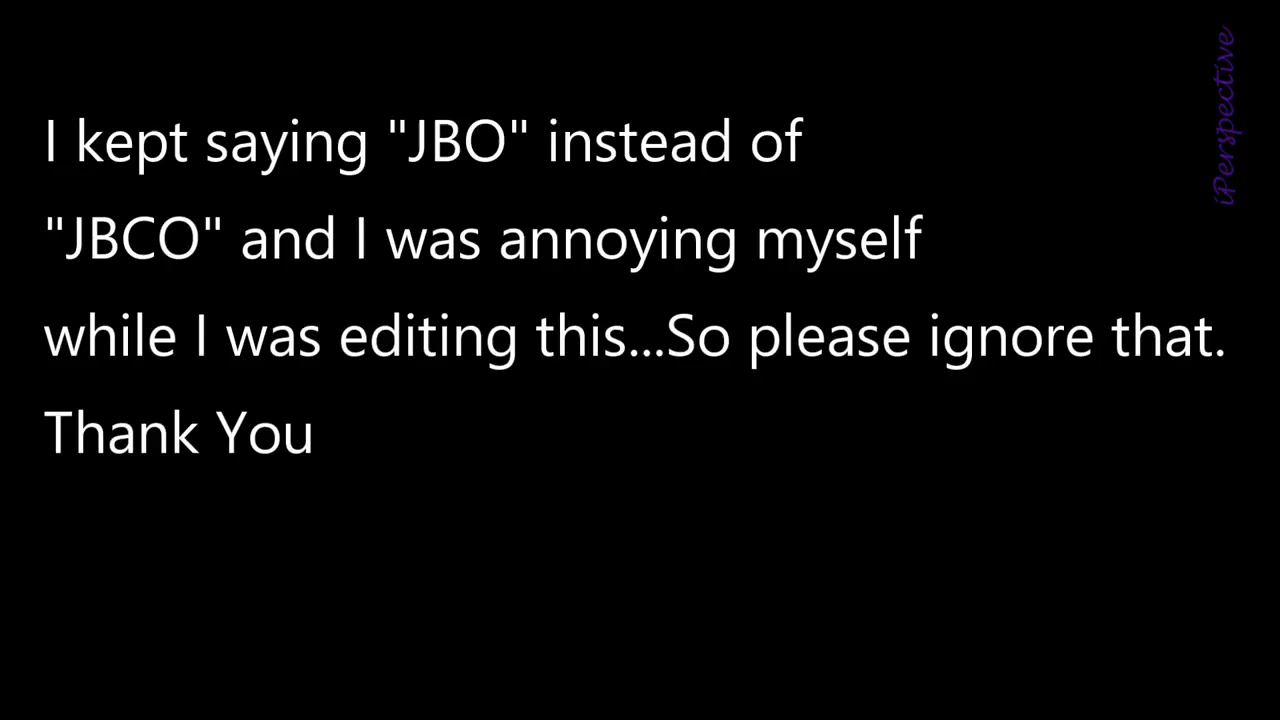 I kept saying "JBO" instead of
"JBCO" and I was annoying myself
while I was editing this...So please ignore that.
Thank You
iPerspective